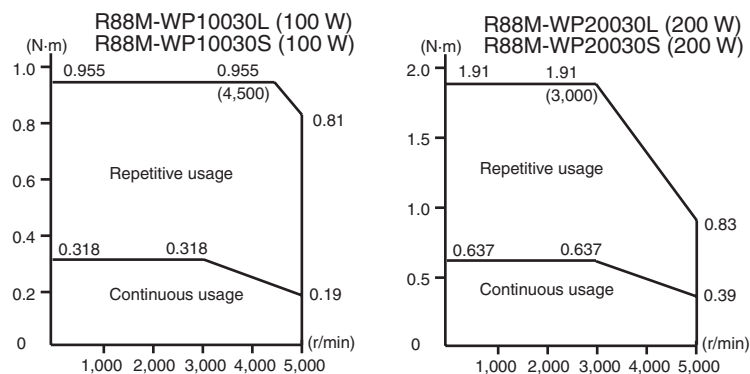 R88M-WP10030L (100 W)
R88M-WP10030S (100 W)
(N·m)
1.0
0.955
0.955
(4,500)
0.8
0.81
0.6
Repetitive usage
0.4
0.318
0.318
0.2
Continuous usage
0.19
0
(r/min)
1,000 2,000 3,000 4,000 5,000
R88M-WP20030L (200 W)
R88M-WP20030S (200 W)
(N·m)
2.0
1.91
1.91
(3,000)
1.5
Repetitive usage
1.0
0.83
0.637
0.637
0.5
Continuous usage
0.39
0
(r/min)
1,000 2,000 3,000 4,000 5,000